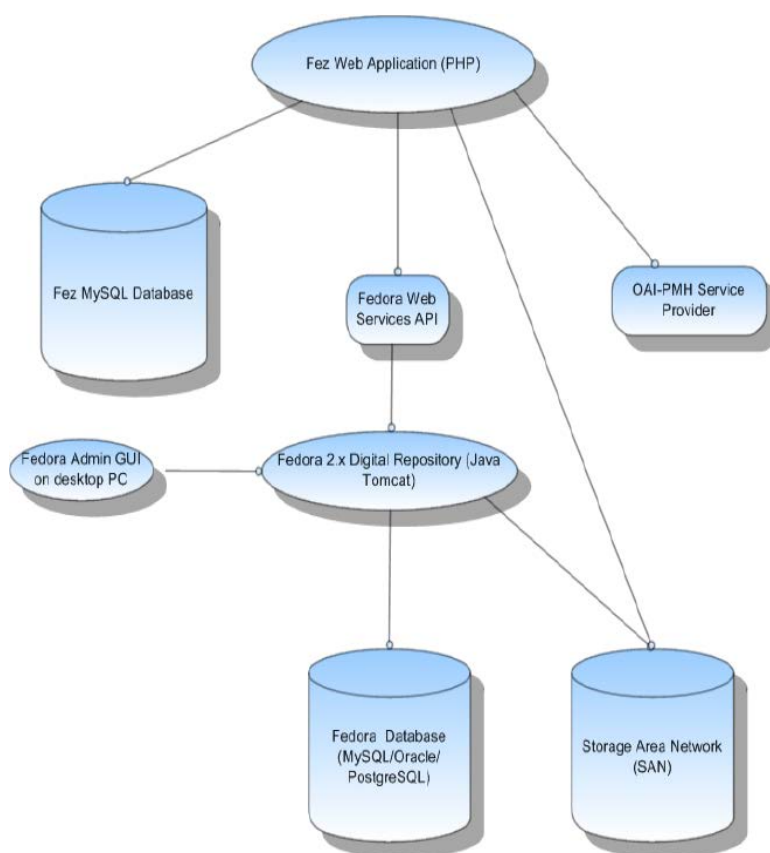 Fez Web Application (PHP)
Fez MySQL Database
Fedora Web
Services API
OAI-PMH Service
Provider
Fedora Admin GUI
on desktop PC
Fedora 2.x Digital Repository (Java
Tomcat)
Fedora Database
(MySQL/Oracle/
PostgreSQL)
Storage Area Network
(SAN)